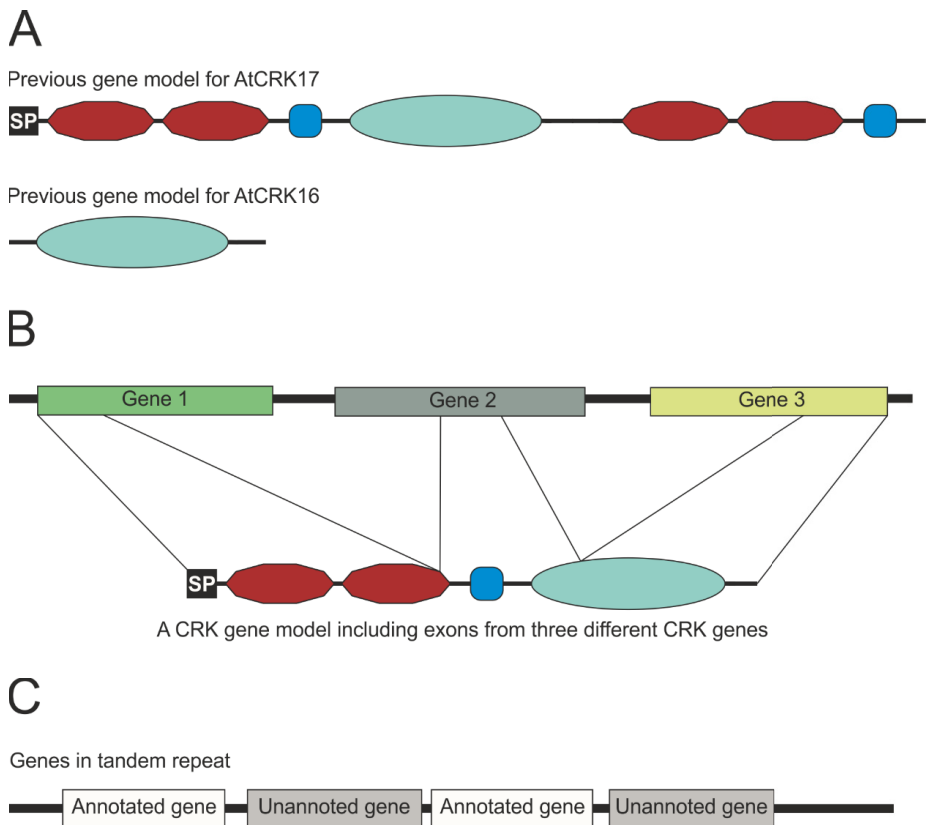 A
Previous gene model for AtCRK17
SP
Previous gene model for AtCRK16
B
Gene 1
Gene 2
Gene 3
SP
A CRK gene model including exons from three different CRK genes
C
Genes in tandem repeat
Annotated gene
Unannoted gene
Annotated gene
Unannoted gene